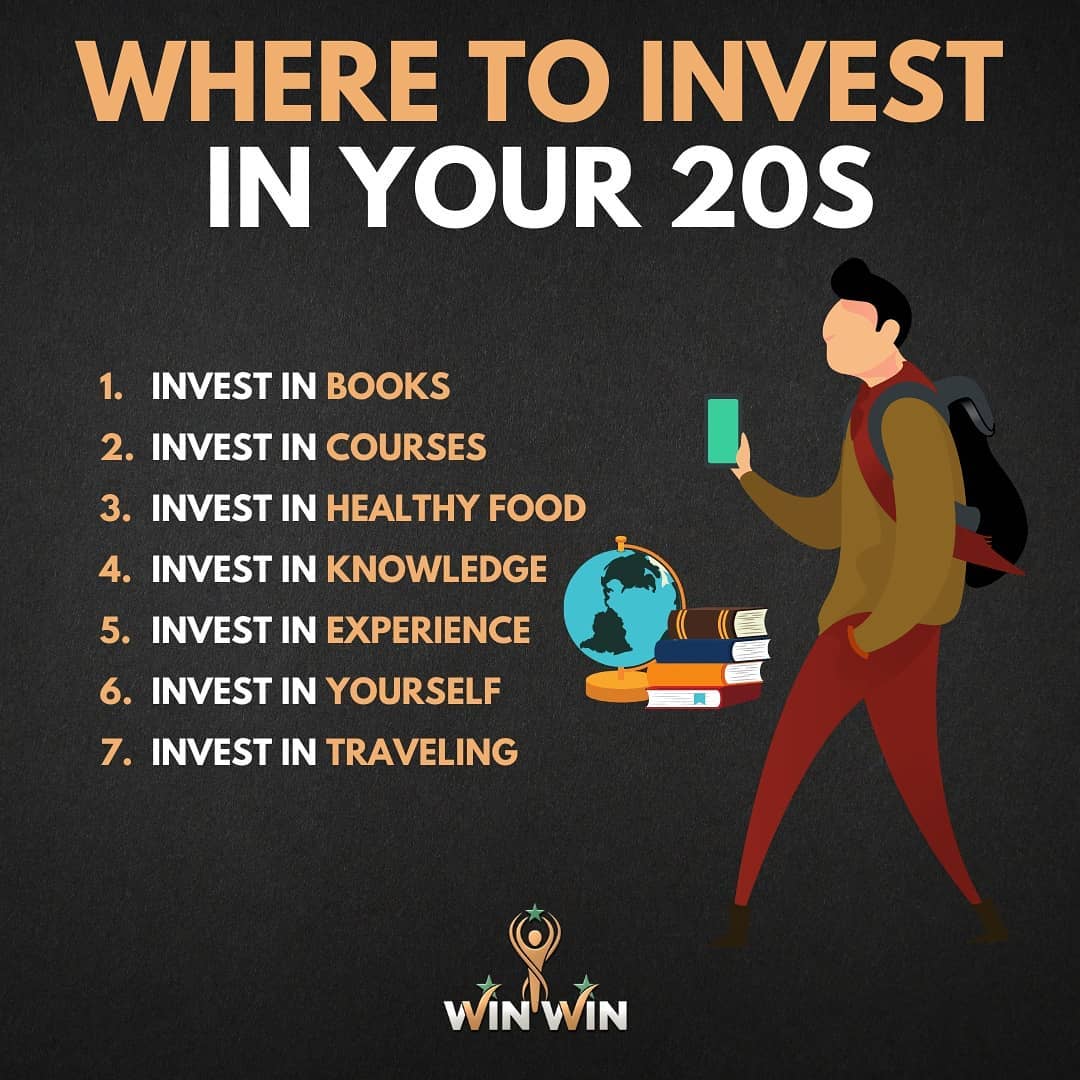 WHERE TO INVEST
IN YOUR 20S
1. INVEST IN BOOKS
2. INVEST IN COURSES
3. INVEST IN HEALTHY FOOD
4. INVEST IN KNOWLEDGE
5. INVEST IN EXPERIENCE
6. INVEST IN YOURSELF
7. INVEST IN TRAVELING
WIN WIN